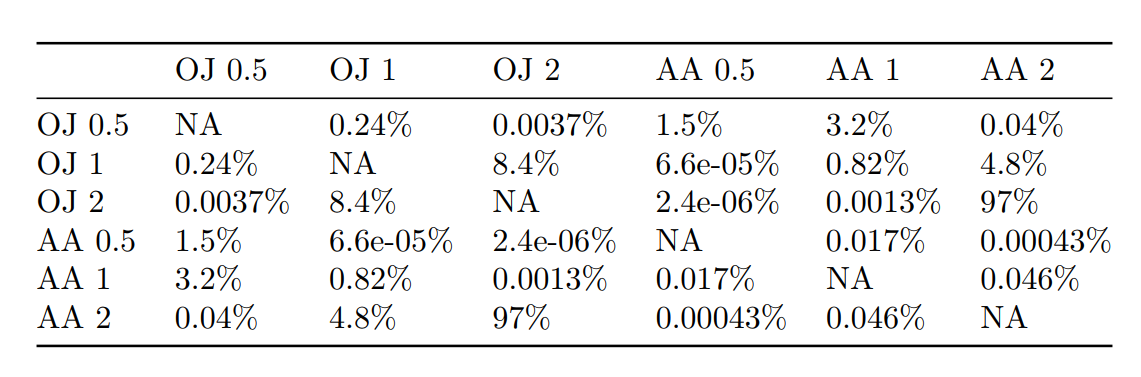 OJ 0.5 OJ 1 OJ 2 AA 0.5 AA 1 AA 2
OJ 0.5 NA 0.24% 0.0037% 1.5% 3.2% 0.04%
OJ 1 0.24% NA 8.4% 6.6e-05% 0.82% 4.8%
OJ 2 0.0037% 8.4% NA 2.4e-06% 0.0013% 97%
AA 0.5 1.5% 6.6e-05% 2.4e-06% NA 0.017% 0.00043%
AA 1 3.2% 0.82% 0.0013% 0.017% NA 0.046%
AA 2 0.04% 4.8% 97% 0.00043% 0.046% NA